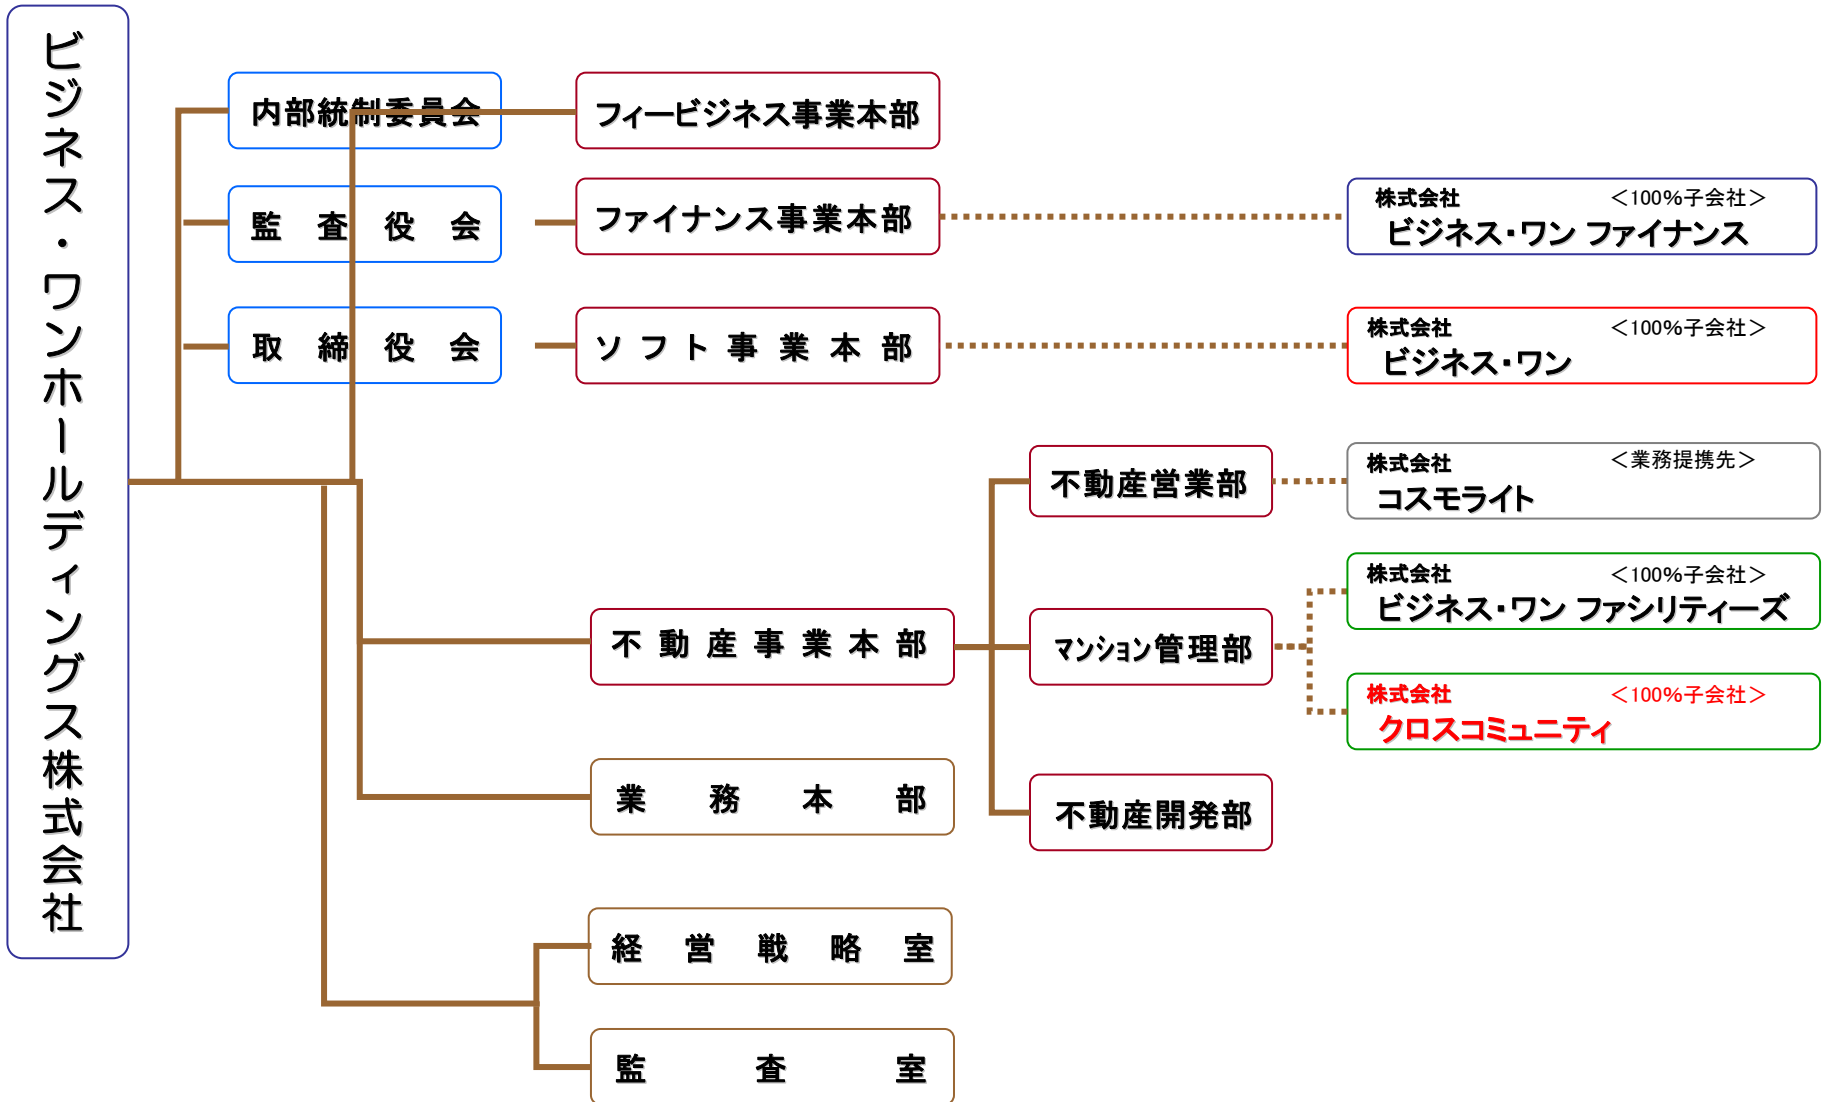 ビジネス・ワンホールディングス株式会社
内部統制委員会
フィービジネス事業本部
監査役会
ファイナンス事業本部
株式会社 <100%子会社>
ビジネス・ワン ファイナンス
取締役会
ソフト事業本部
株式会社 <100%子会社>
ビジネス・ワン
不動産営業部
株式会社 <業務提携先>
コスモライト
不動産事業本部
マンション管理部
株式会社 <100%子会社>
ビジネス・ワン ファシリティーズ
株式会社 <100%子会社>
クロスコミュニティ
業務本部
不動産開発部
経営戦略室
監査室